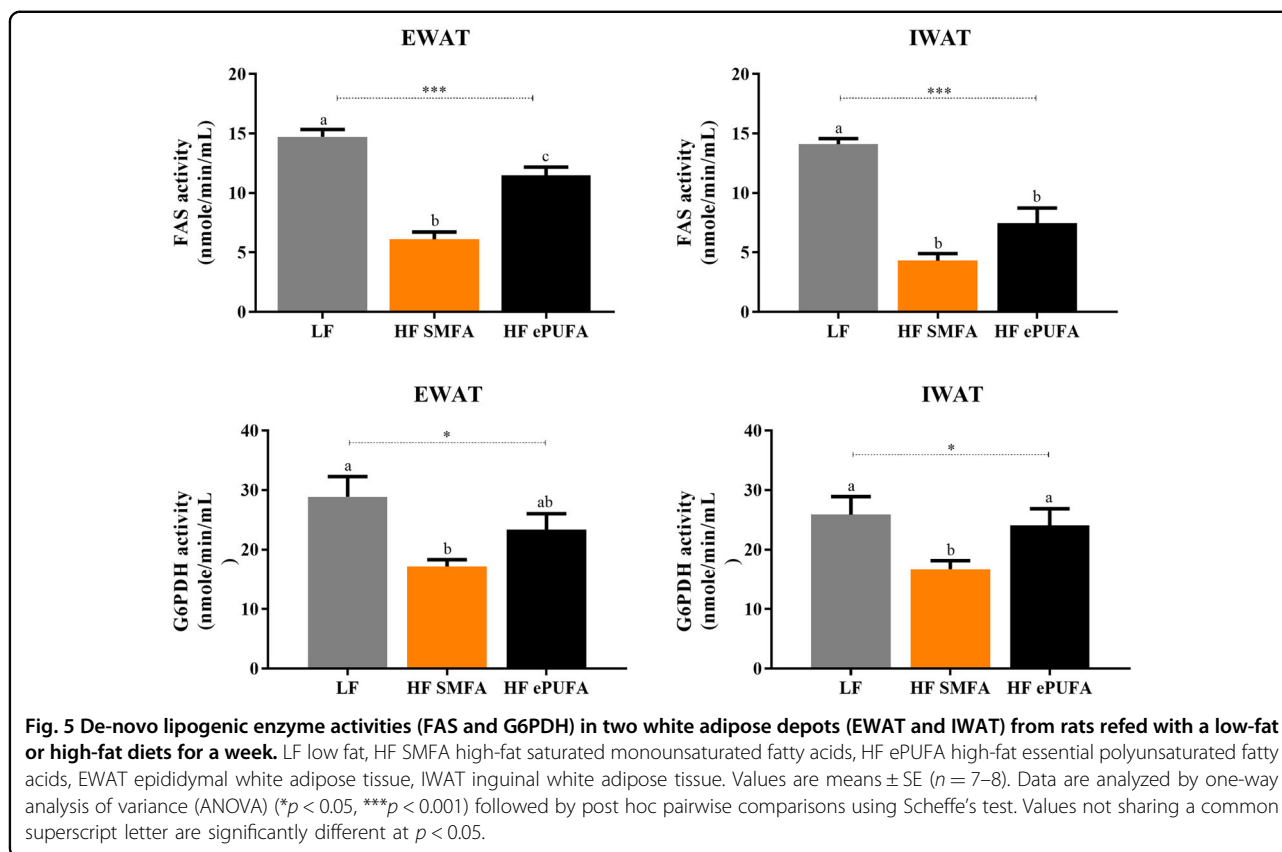 EWAT
20
15
10
5
0
FAS activity
(nmole/min/mL)
***
a
b
c
LF
HF SMFA
HF ePUFA
IWAT
20
15
10
5
0
FAS activity
(nmole/min/mL)
***
a
b
b
LF
HF SMFA
HF ePUFA
EWAT
40
30
20
10
0
G6PDH activity
(nmole/min/mL
)
*
a
b
ab
LF
HF SMFA
HF ePUFA
IWAT
40
30
20
10
0
G6PDH activity
(nmole/min/mL
)
*
a
b
a
LF
HF SMFA
HF ePUFA
Fig. 5 De-novo lipogenic enzyme activities (FAS and G6PDH) in two white adipose depots (EWAT and IWAT) from rats refed with a low-fat
or high-fat diets for a week. LF low fat, HF SMFA high-fat saturated monounsaturated fatty acids, HF ePUFA high-fat essential polyunsaturated fatty
acids, EWAT epididymal white adipose tissue, IWAT inguinal white adipose tissue. Values are means ± SE (n = 7–8). Data are analyzed by one-way
analysis of variance (ANOVA) (*p < 0.05, ***p < 0.001) followed by post hoc pairwise comparisons using Scheffe's test. Values not sharing a common
superscript letter are significantly different at p < 0.05.